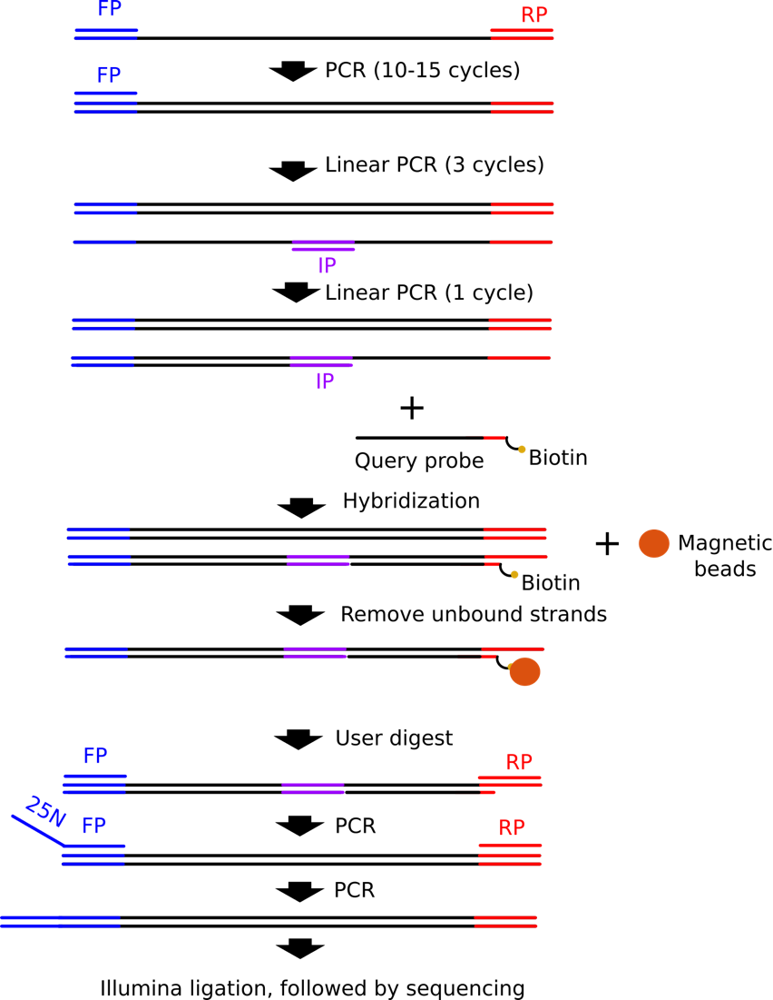 FP
RP
PCR (10-15 cycles)
FP
Linear PCR (3 cycles)
IP
Linear PCR (1 cycle)
IP
+
Query probe
Biotin
Hybridization
+
Magnetic
beads
Biotin
Remove unbound strands
User digest
FP
RP
PCR
25N
FP
RP
PCR
Illumina ligation, followed by sequencing